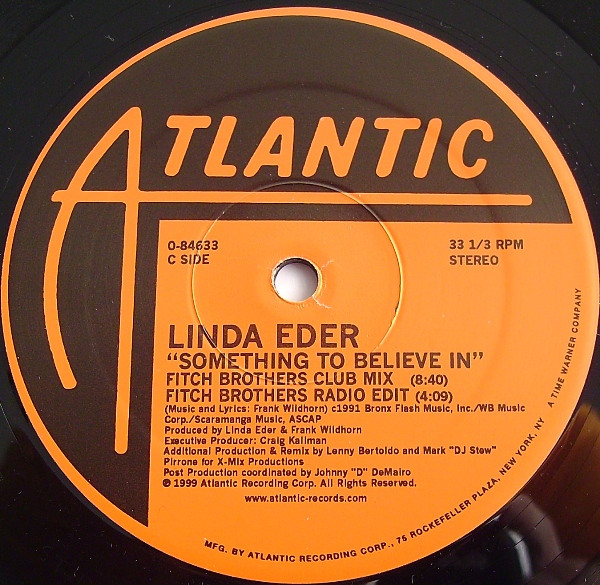 ATLANTIC
0-84633
C SIDE
33 1/3 RPM
STEREO
LINDA EDER
"SOMETHING TO BELIEVE IN"
FITCH BROTHERS CLUB MIX (8:40)
FITCH BROTHERS RADIO EDIT (4:09)
(Music and Lyrics: Frank Wildhorn) c1991 Bronx Flash Music, Inc./WB Music
Corp./Scaramanga Music, ASCAP
Produced by Linda Eder & Frank Wildhorn
Executive Producer: Craig Kallman
Additional Production & Remix by Lenny Bertoldo and Mark "DJ Stew"
Pirrone for X-Mix Productions
Post Production coordinated by Johnny "D" DeMairo
℗ 1999 Atlantic Recording Corp. All Rights Reserved.
www.atlantic-records.com
MFG. BY ATLANTIC RECORDING CORP., 75 ROCKEFELLER PLAZA, NEW YORK, NY A TIME WARNER COMPANY